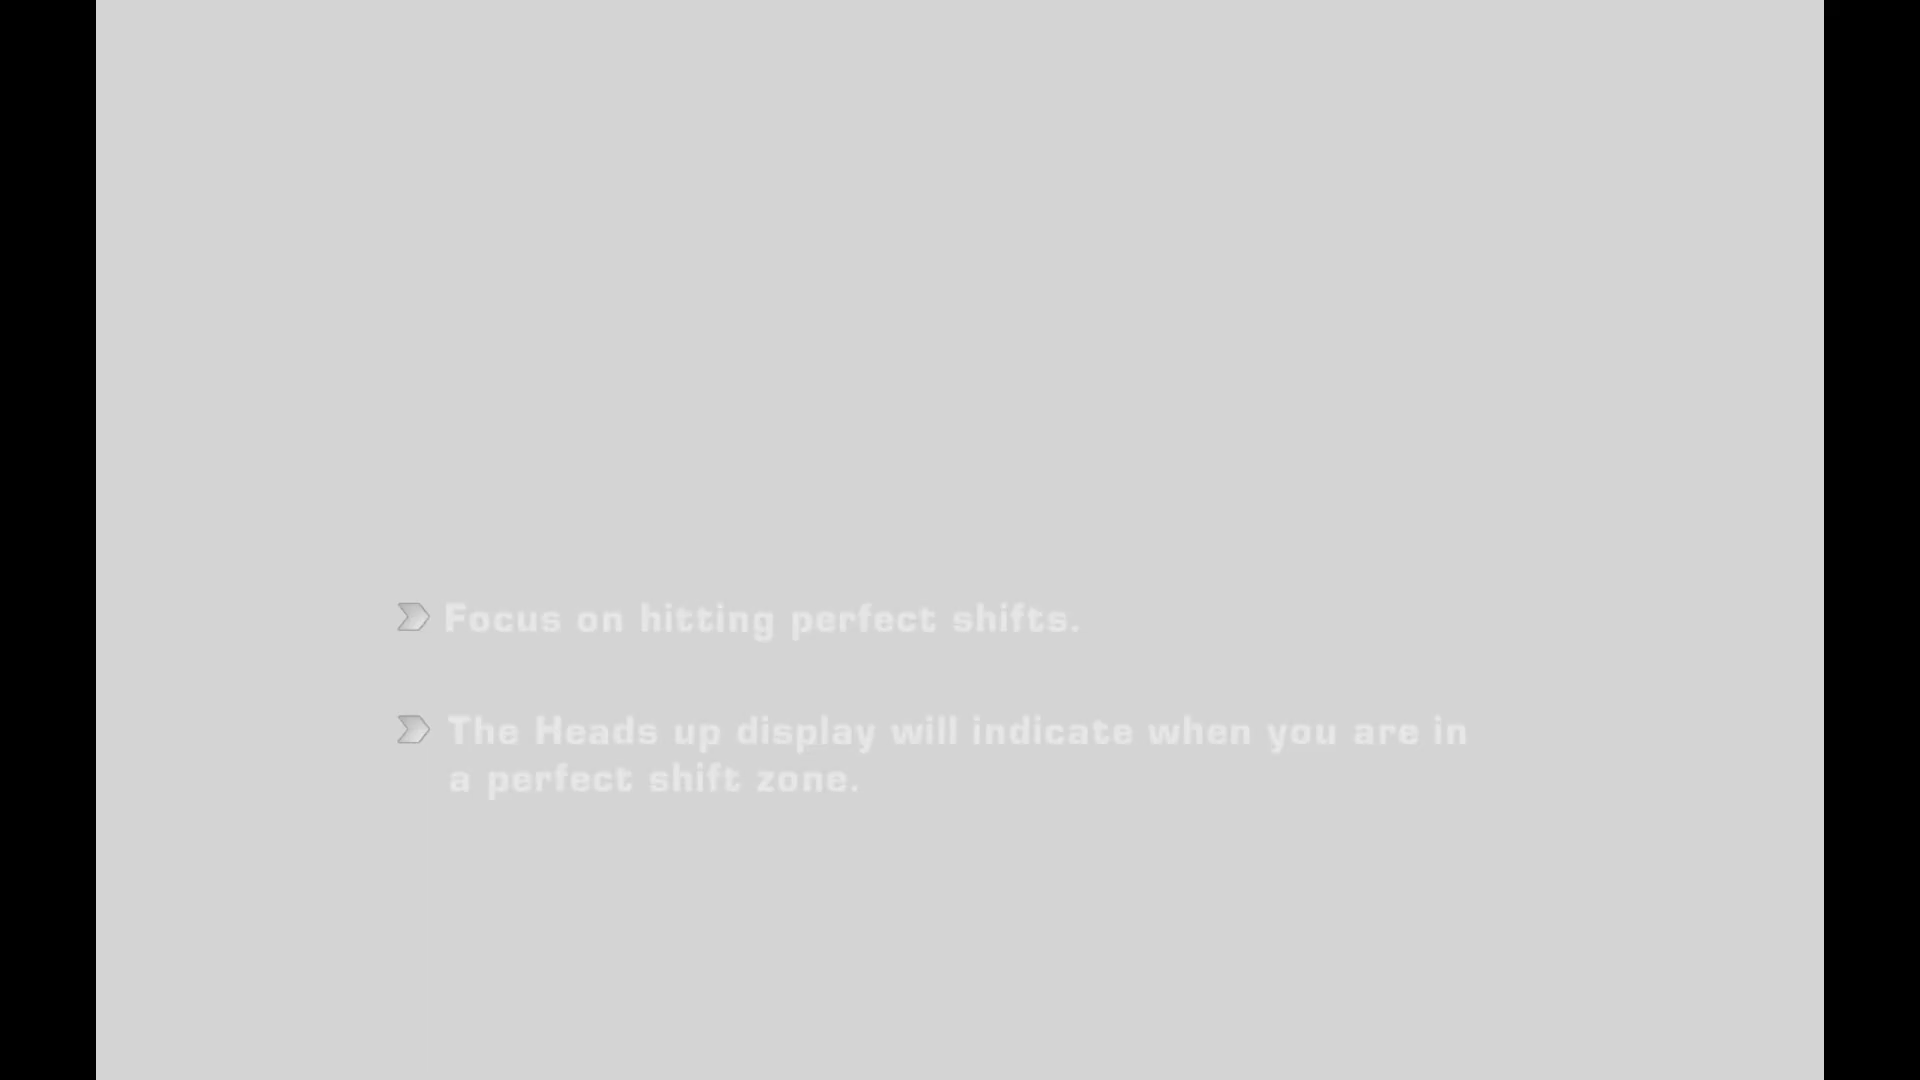 Focus on hitting perfect shifts.
The Heads up display will indicate when you are in
a perfect shift zone.